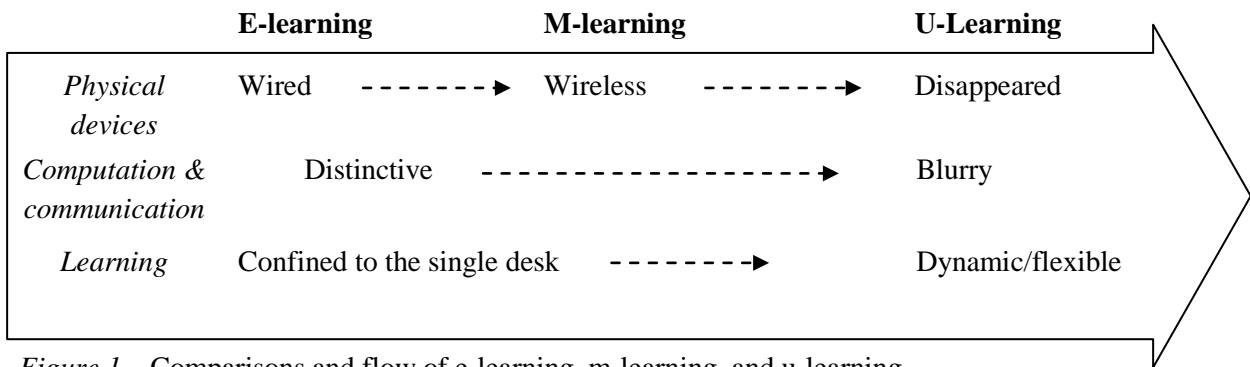 E-learning M-learning U-Learning
Physical Wired Wireless Disappeared
devices
Computation & Distinctive Blurry
communication
Learning Confined to the single desk Dynamic/flexible
Figure 1. Comparisons and flow of e-learning, m-learning, and u-learning